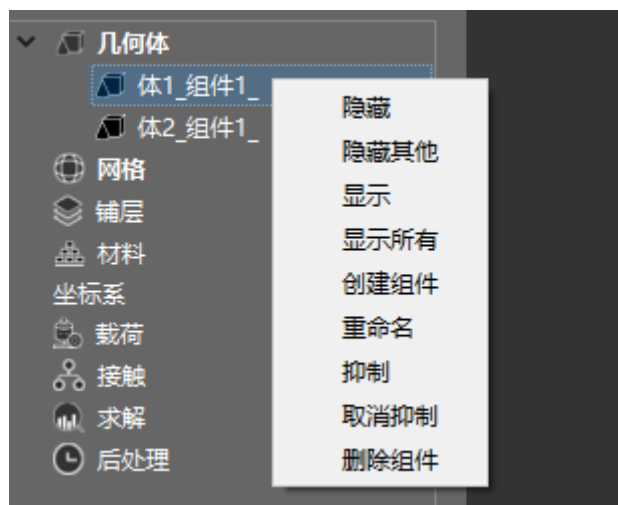 几何体
体1_组件1_
体2_组件1_
网格
铺层
材料
坐标系
载荷
接触
求解
后处理
隐藏
隐藏其他
显示
显示所有
创建组件
重命名
抑制
取消抑制
删除组件